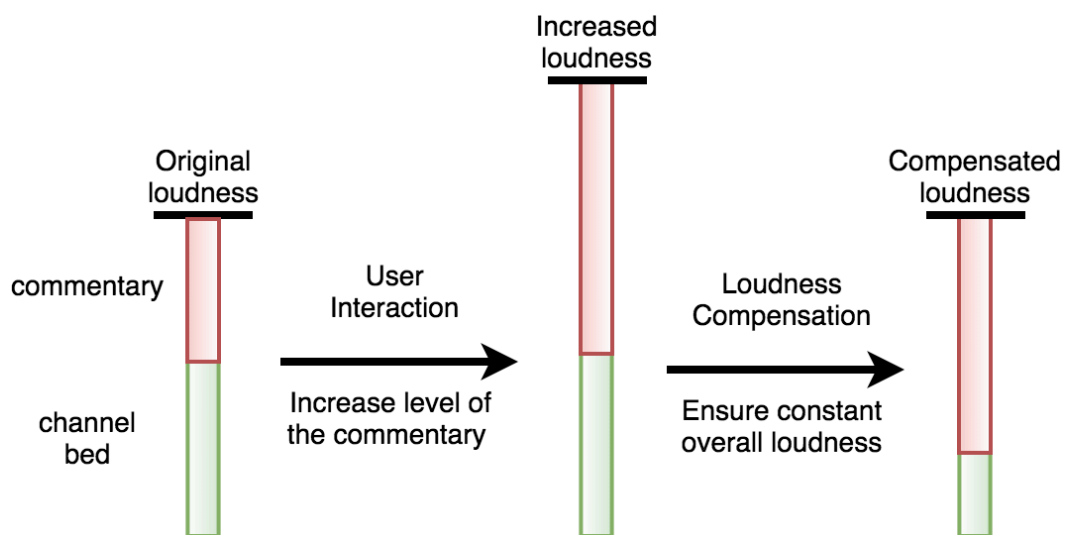 Original
loudness
commentary
channel
bed
User
Interaction
Increase level of
the commentary
Increased
loudness
Loudness
Compensation
Ensure constant
overall loudness
Compensated
loudness